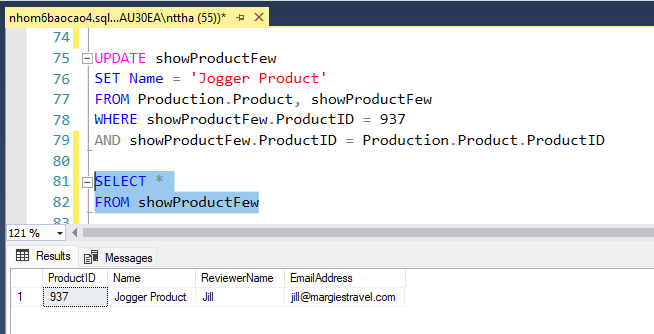 nhom6baocao4.sql...AU30EA\nttha (55))*
74
75 UPDATE showProductFew
76 SET Name = 'Jogger Product'
77 FROM Production.Product, showProductFew
78 WHERE showProductFew.ProductID = 937
79 AND showProductFew.ProductID = Production.Product.ProductID
80
81 SELECT *
82 FROM showProductFew
83
121 %
Results Messages
ProductID Name ReviewerName EmailAddress
1 937 Jogger Product Jill jill@margiestravel.com